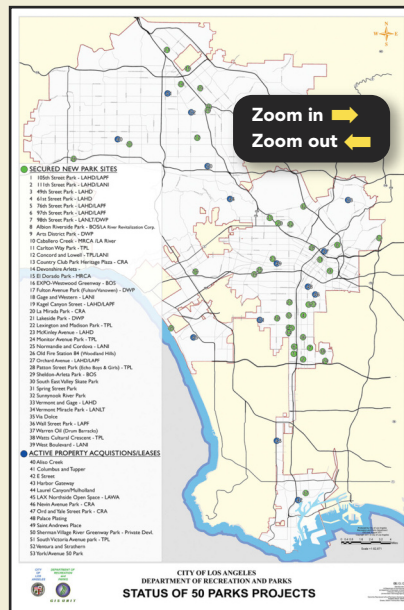 Zoom in
Zoom out
SECURED NEW PARK SITES
1 105th Street Park - LAHD/LAPF
2 111th Street Park - LAHD/LANI
3 49th Street Park - LAHD
4 61st Street Park - LAHD
5 76th Street Park - LAHD/LAPF
6 97th Street Park - LAHD/LAPF
7 98th Street Park - LANLT/DWP
8 Albion Riverside Park - BOS/LA River Revitalisation Corp.
9 Arts District Park - DWP
10 Caballero Creek - MRCA /LA River
11 Carlton Way Park - TPL
12 Concord and Lowell - TPL/LANI
13 Country Club Park Heritage Plaza - CRA
14 Devonshire Arleta -
15 El Dorado Park - MRCA
16 EXPO-Westwood Greenway - BOS
17 Fulton Avenue Park (Fulton/Vanowen) - DWP
18 Gage and Western - LANI
19 Kagel Canyon Street - LAHD/LAPF
20 La Mirada Park - CRA
21 Lakeside Park - DWP
22 Lexington and Madison Park - TPL
23 McKinley Avenue - LAHD
24 Monitor Avenue Park - TPL
25 Normandie and Cordova - LANI
26 Old Fire Station 84 (Woodland Hills)
27 Orchard Avenue - LAHD/LAPF
28 Patton Street Park (Echo Boys & Girls) - TPL
29 Sheldon-Arleta Park - BOS
30 South East Valley Skate Park
31 Spring Street Park
32 Sunnynook River Park
33 Vermont and Gage - LAHD
34 Vermont Miracle Park - LANLT
35 Via Dolce
36 Wall Street Park - LAPF
37 Warren Oil (Drum Barracks)
38 Watts Cultural Crescent - TPL
39 West Boulevard - LANI
ACTIVE PROPERTY ACQUISITIONS/LEASES
40 Aliso Creek
41 Columbus and Tupper
42 E Street
43 Harbor Gateway
44 Laurel Canyon/Mulholland
45 LAX Northside Open Space - LAWA
46 Nevin Avenue Park - CRA
47 Ord and Yale Street Park - CRA
48 Palace Plating
49 Saint Andrews Place
50 Sherman Village River Greenway Park - Private Devl.
51 South Victoria Avenue Park - TPL
52 Ventura and Strathern
53 York/Avenue 50 Park
CITY OF LOS ANGELES
DEPARTMENT OF RECREATION AND PARKS
STATUS OF 50 PARKS PROJECTS
CITY OF LOS ANGELES
DEPARTMENT OF RECREATION AND PARKS
GIS UNIT